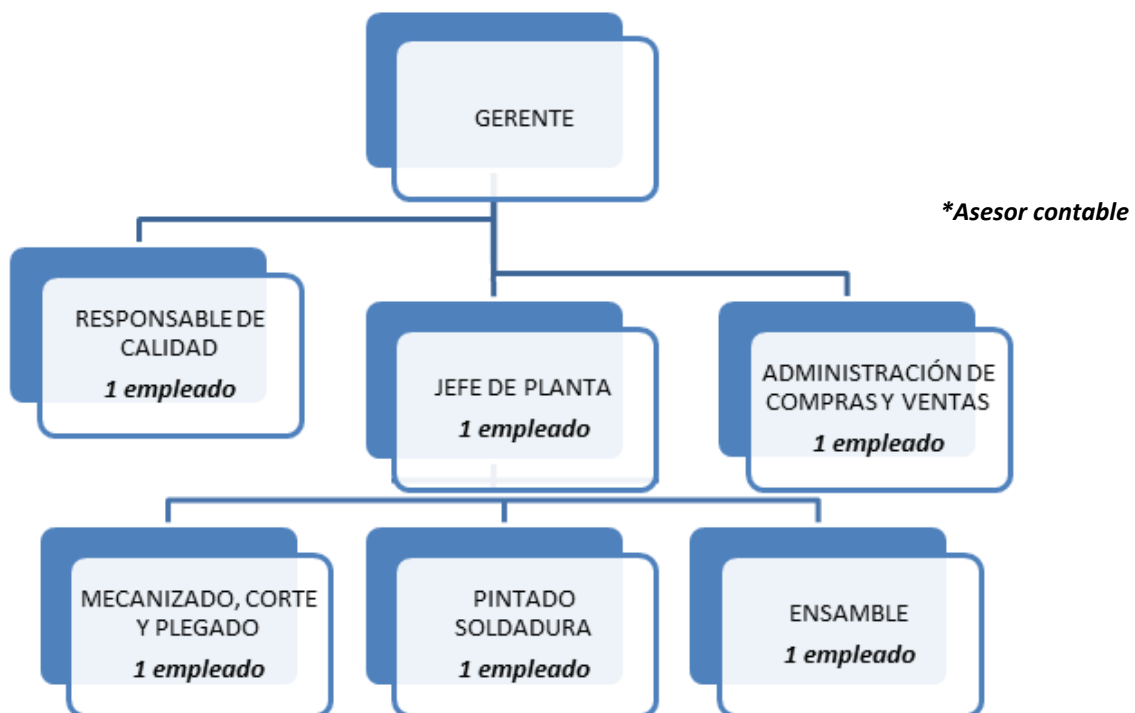 GERENTE
*Asesor contable
RESPONSABLE DE
CALIDAD
1 empleado
JEFE DE PLANTA
1 empleado
ADMINISTRACIÓN DE
COMPRAS Y VENTAS
1 empleado
MECANIZADO, CORTE
Y PLEGADO
1 empleado
PINTADO
SOLDADURA
1 empleado
ENSAMBLE
1 empleado